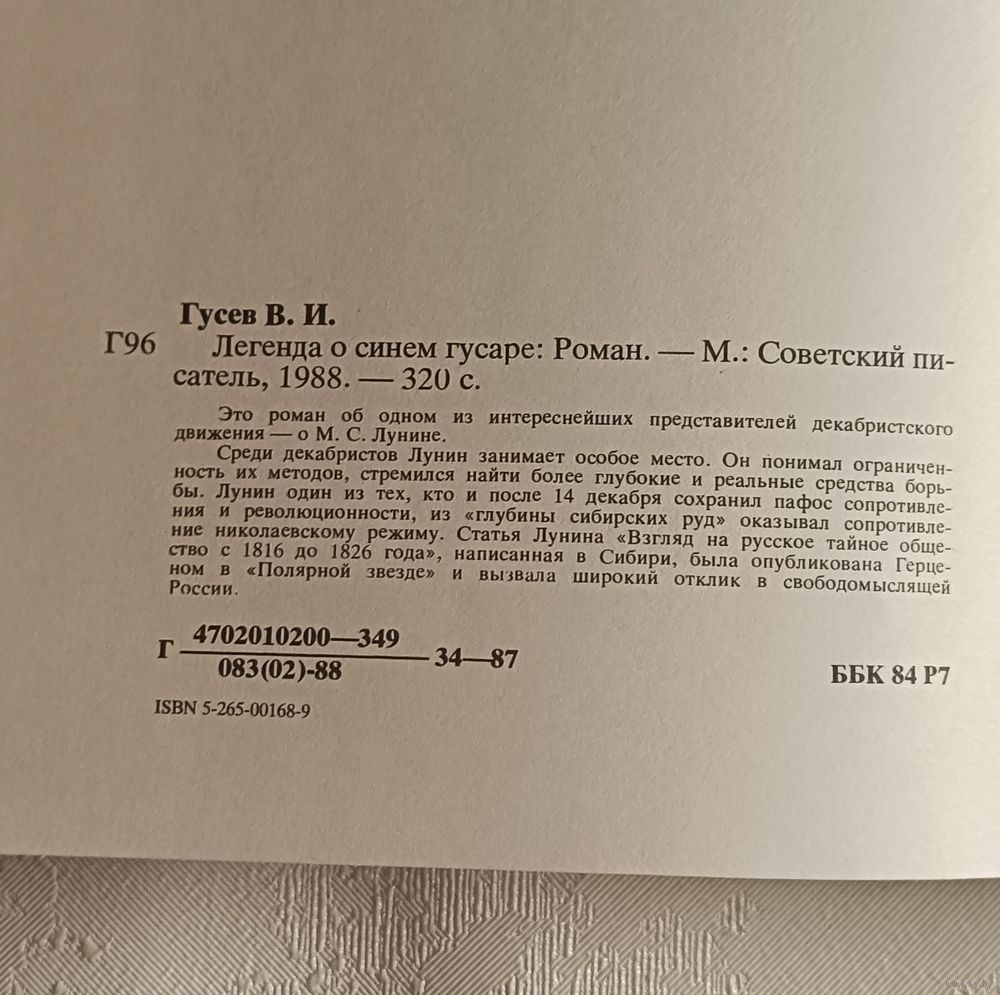 Гусев В. И.
Г96 Легенда о синем гусаре: Роман. — М.: Советский пи-
сатель, 1988. — 320 с.
Это роман об одном из интереснейших представителей декабристского
движения — о М. С. Лунине.
Среди декабристов Лунин занимает особое место. Он понимал ограничен-
ность их методов, стремился найти более глубокие и реальные средства борь-
бы. Лунин один из тех, кто и после 14 декабря сохранил пафос сопротивле-
ния и революционности, из «глубины сибирских руд» оказывал сопротивле-
ние николаевскому режиму. Статья Лунина «Взгляд на русское тайное обще-
ство с 1816 до 1826 года», написанная в Сибири, была опубликована Герце-
ном в «Полярной звезде» и вызвала широкий отклик в свободомыслящей
России.
4702010200—349
Г 34—87
083(02)-88
ББК 84 Р7
ISBN 5-265-00168-9
www.ay.by